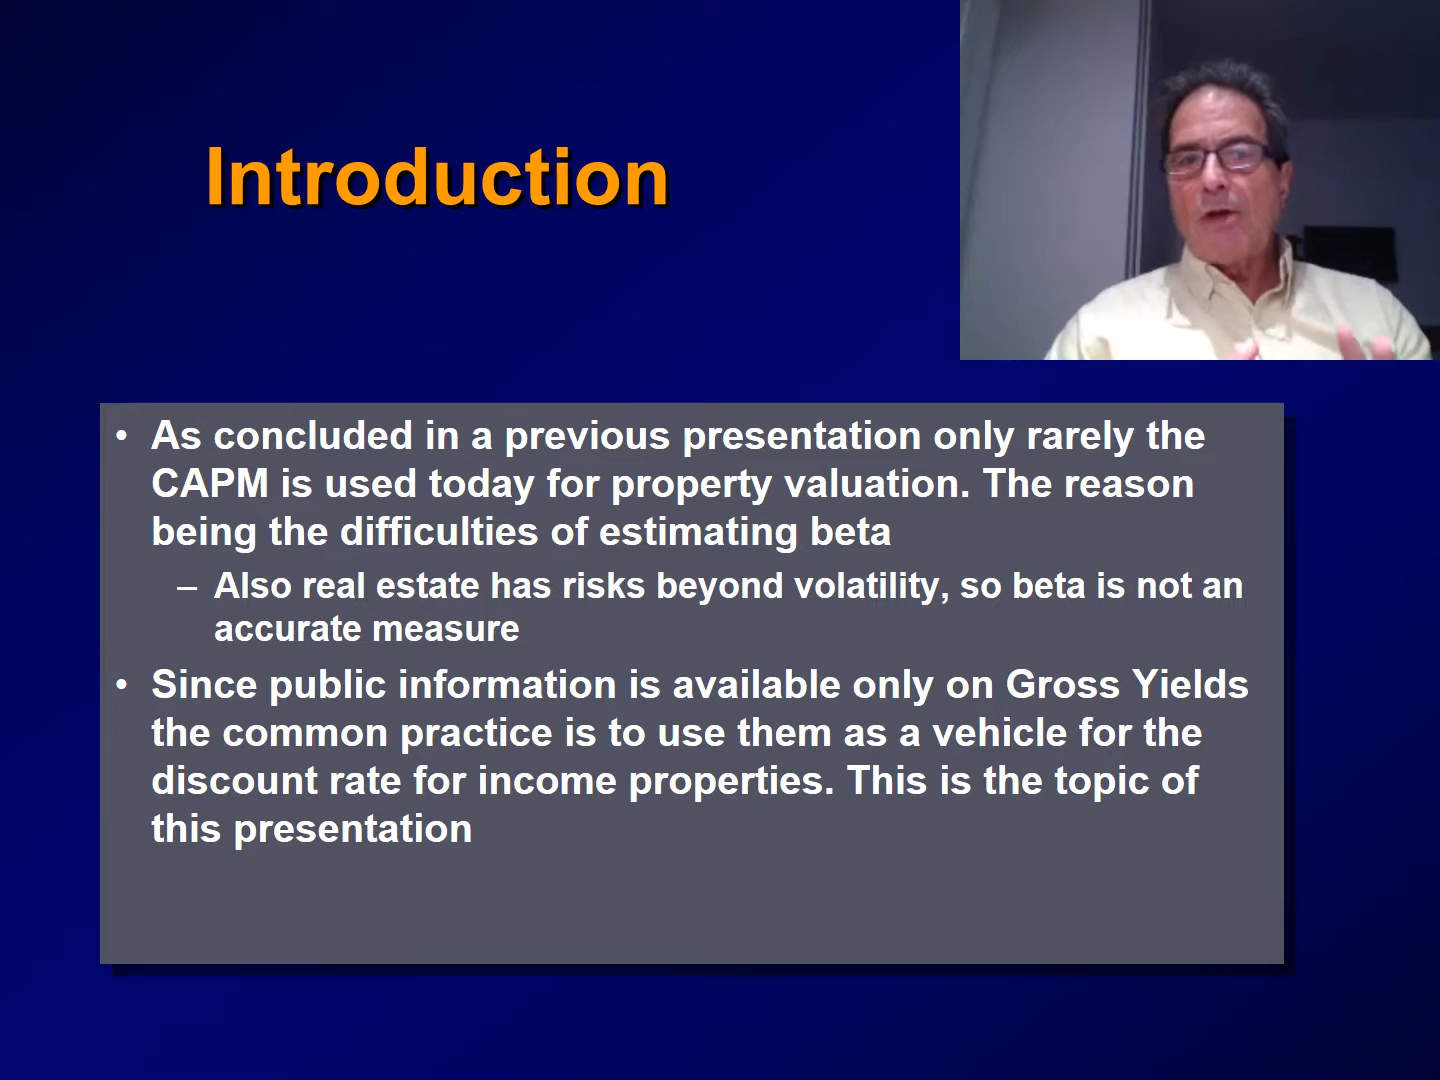 Introduction
• As concluded in a previous presentation only rarely the
CAPM is used today for property valuation. The reason
being the difficulties of estimating beta
– Also real estate has risks beyond volatility, so beta is not an
accurate measure
• Since public information is available only on Gross Yields
the common practice is to use them as a vehicle for the
discount rate for income properties. This is the topic of
this presentation